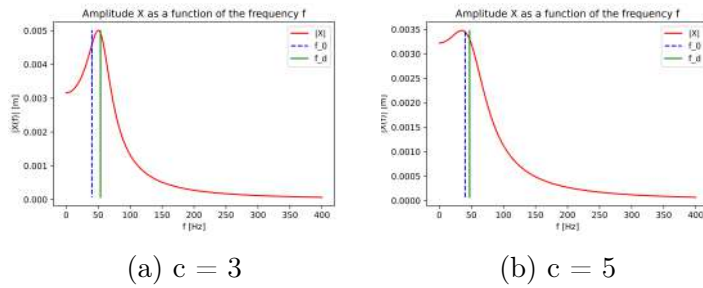 Amplitude X as a function of the frequency f
|X(f)| [m]
0.005
0.004
0.003
0.002
0.001
0.000
0 50 100 150 200 250 300 350 400
f [Hz]
|X|
f_0
f_d
(a) c = 3
Amplitude X as a function of the frequency f
|X(f)| [m]
0.0035
0.0030
0.0025
0.0020
0.0015
0.0010
0.0005
0.0000
0 50 100 150 200 250 300 350 400
f [Hz]
|X|
f_0
f_d
(b) c = 5